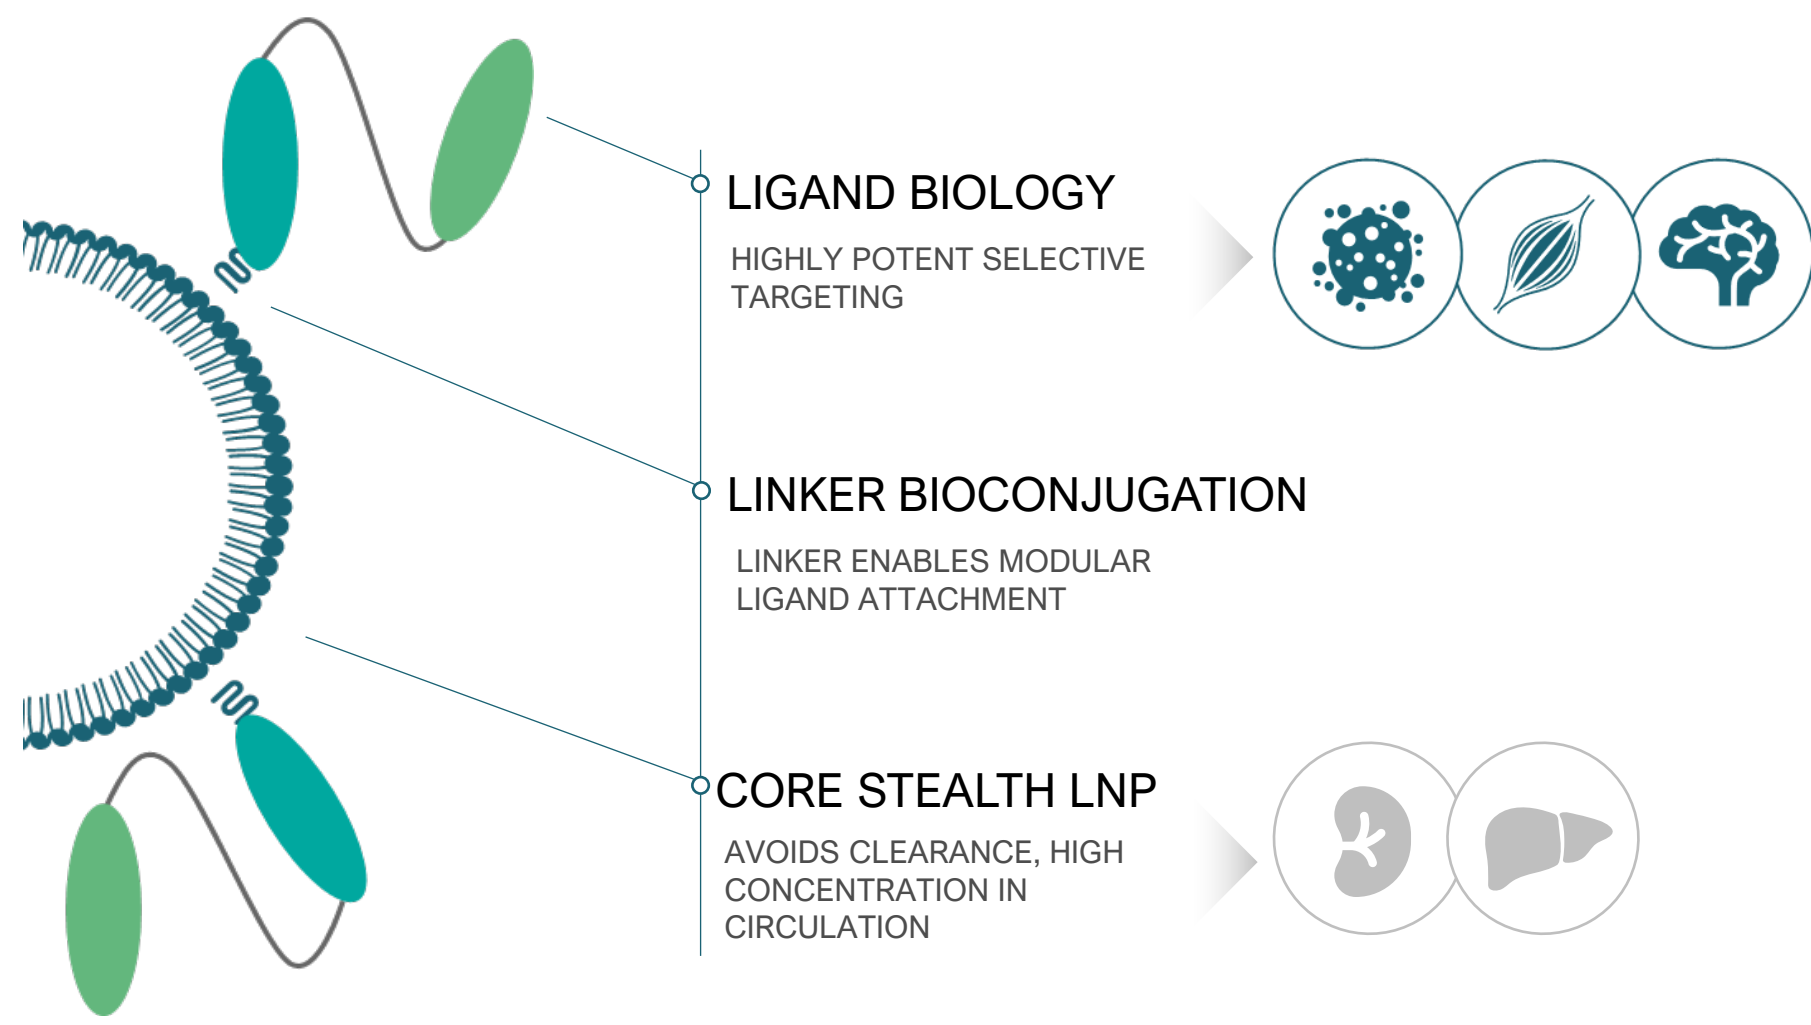 LIGAND BIOLOGY
HIGHLY POTENT SELECTIVE
TARGETING
LINKER BIOCONJUGATION
LINKER ENABLES MODULAR
LIGAND ATTACHMENT
CORE STEALTH LNP
AVOIDS CLEARANCE, HIGH
CONCENTRATION IN
CIRCULATION